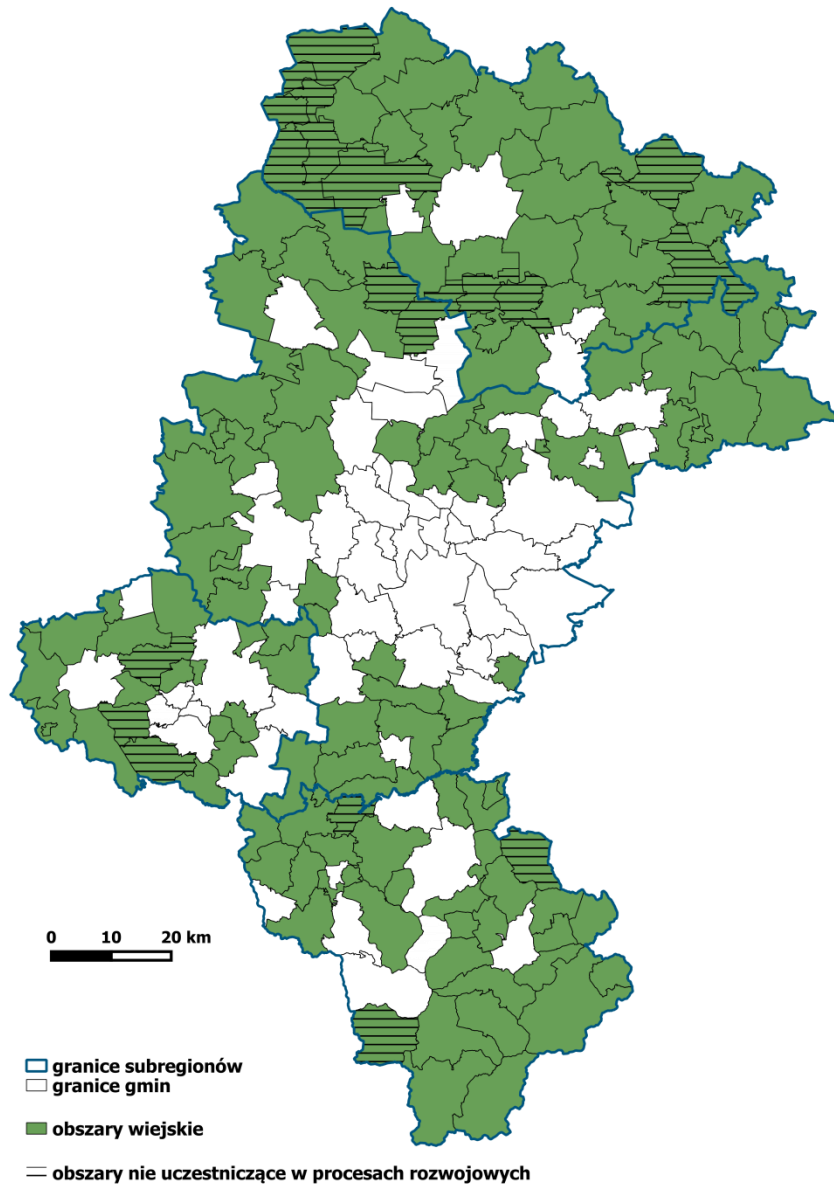 0 10 20 km
granice subregionów
granice gmin
obszary wiejskie
obszary nie uczestniczące w procesach rozwojowych